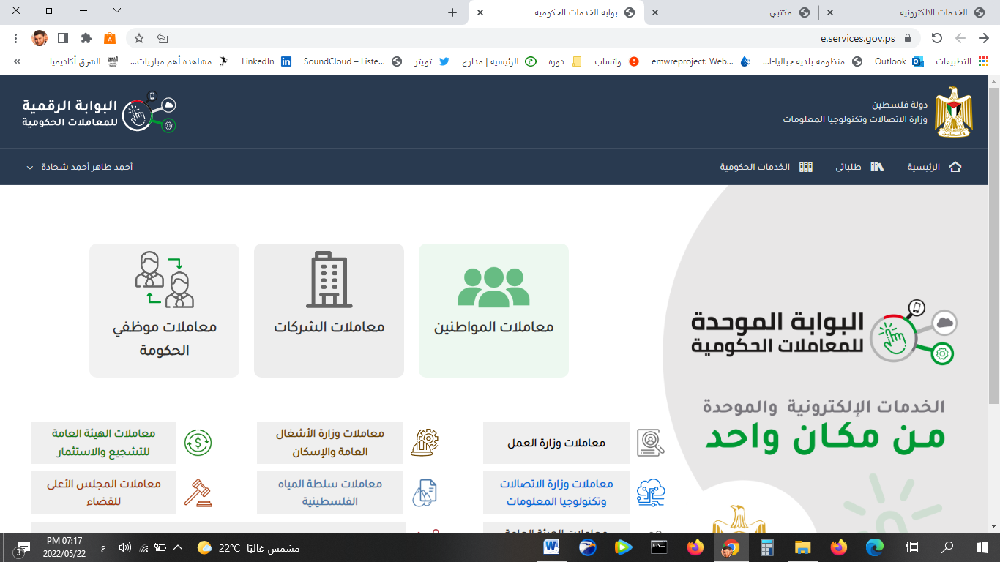 الخدمات الالكترونية
مكتبي
بوابة الخدمات الحكومية
e.services.gov.ps
التطبيقات
Outlook
منظومة بلدية جباليا-ا...
emwreproject: Web...
واتساب
دورة
الرئيسية | مدارج
تويتر
SoundCloud – Liste...
LinkedIn
مشاهدة أهم مباريات...
الشرق أكاديميا
دولة فلسطين
وزارة الاتصالات وتكنولوجيا المعلومات
البوابة الرقمية
للمعاملات الحكومية
الرئيسية
طلباتى
الخدمات الحكومية
أحمد طاهر أحمد شحادة
البوابة الموحدة
للمعاملات الحكومية
الخدمات الإلكترونية والموحدة
من مكان واحد
معاملات المواطنين
معاملات الشركات
معاملات موظفي
الحكومة
معاملات وزارة العمل
معاملات وزارة الأشغال
العامة والإسكان
معاملات الهيئة العامة
للتشجيع والاستثمار
معاملات وزارة الاتصالات
وتكنولوجيا المعلومات
معاملات سلطة المياه
الفلسطينية
معاملات المجلس الأعلى
للقضاء
معاملات الهيئة العامة
مشمس غالبًا 22°C
ع
07:17 PM
2022/05/22
3